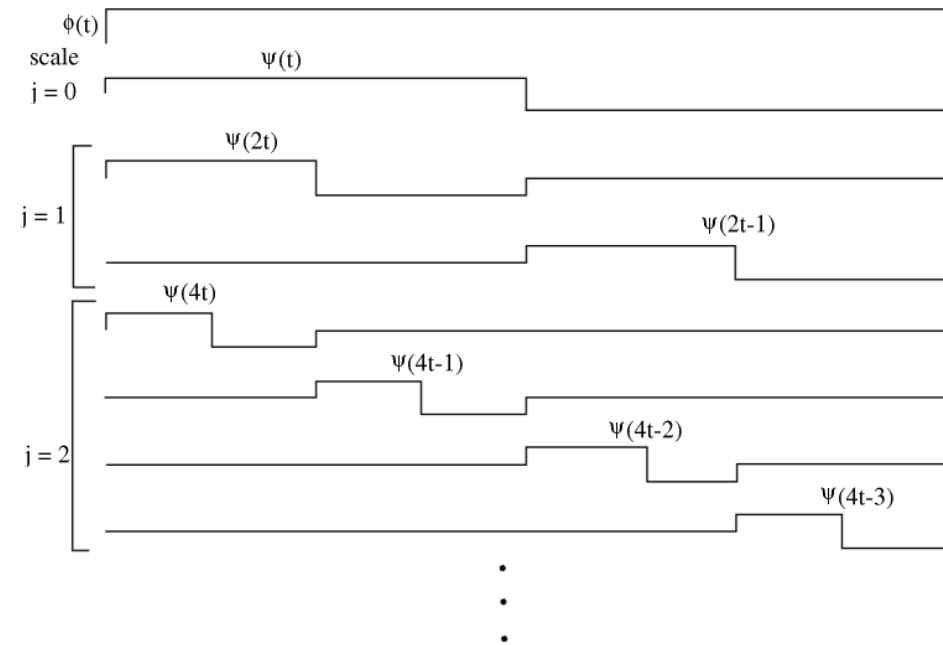 ϕ(t)
scale
ψ(t)
j = 0
ψ(2t)
j = 1
ψ(2t-1)
ψ(4t)
ψ(4t-1)
ψ(4t-2)
j = 2
ψ(4t-3)